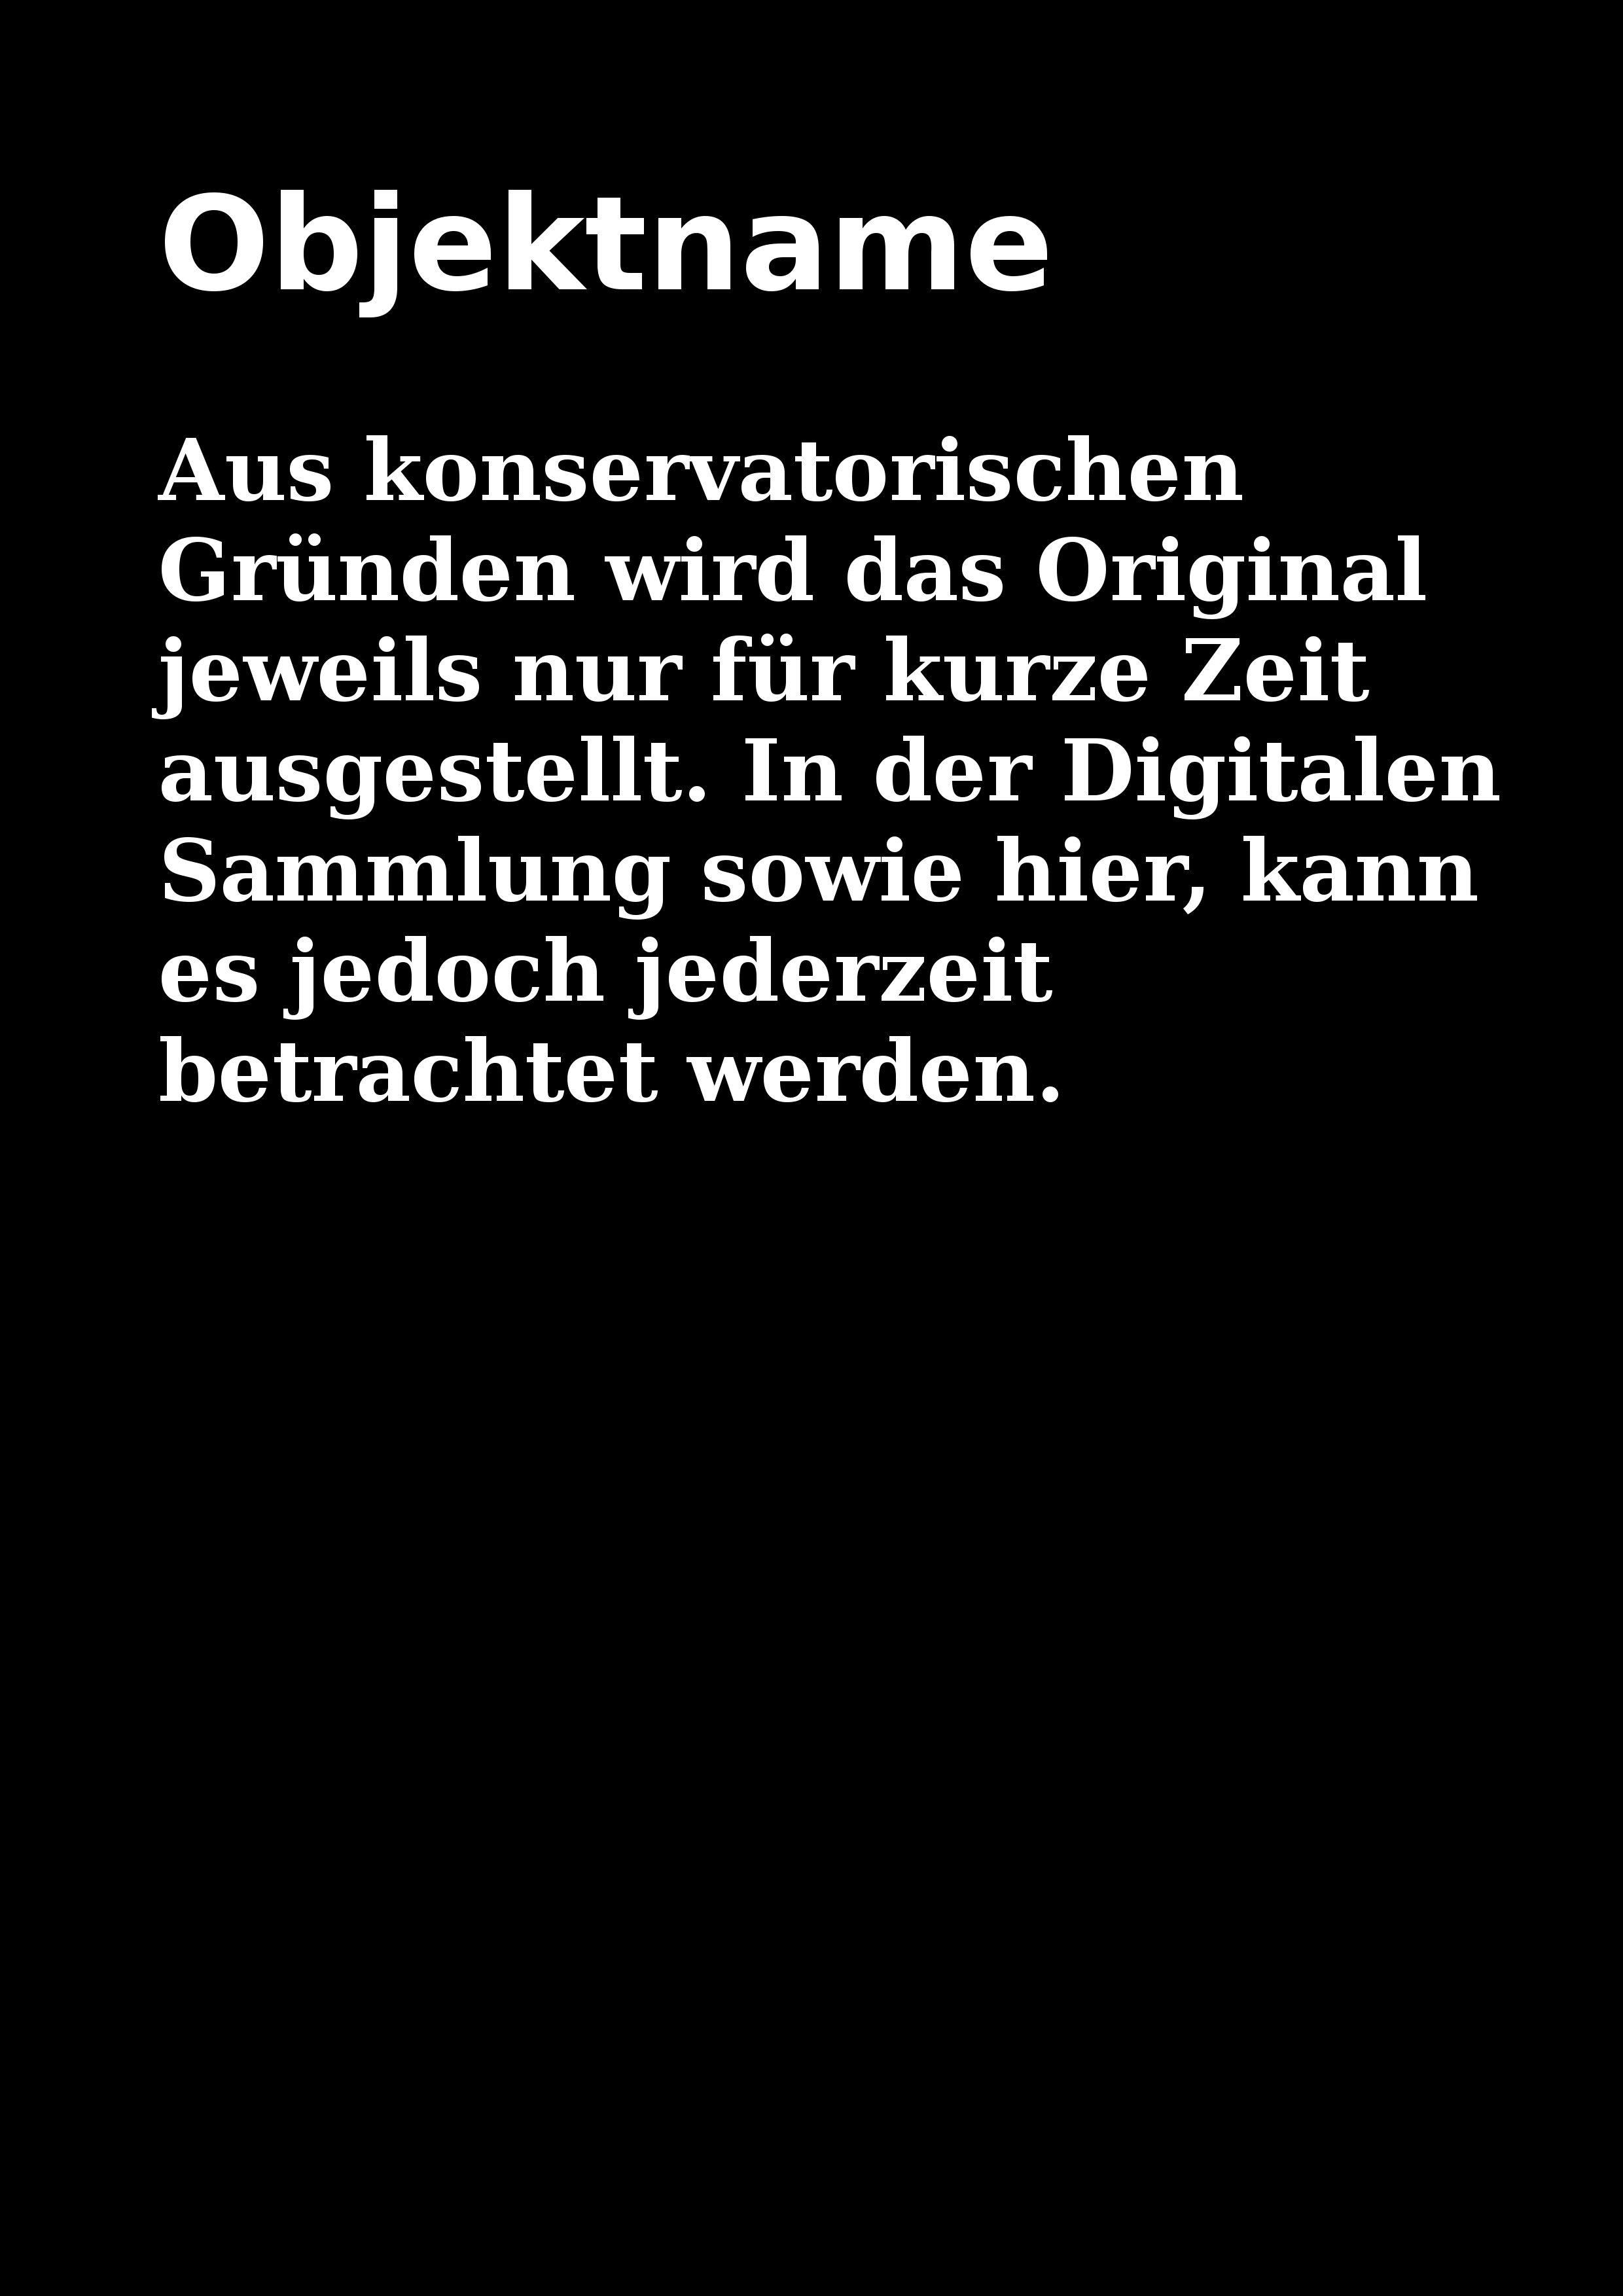 Objektname
Aus konservatorischen
Gründen wird das Original
jeweils nur für kurze Zeit
ausgestellt. In der Digitalen
Sammlung sowie hier, kann
es jedoch jederzeit
betrachtet werden.